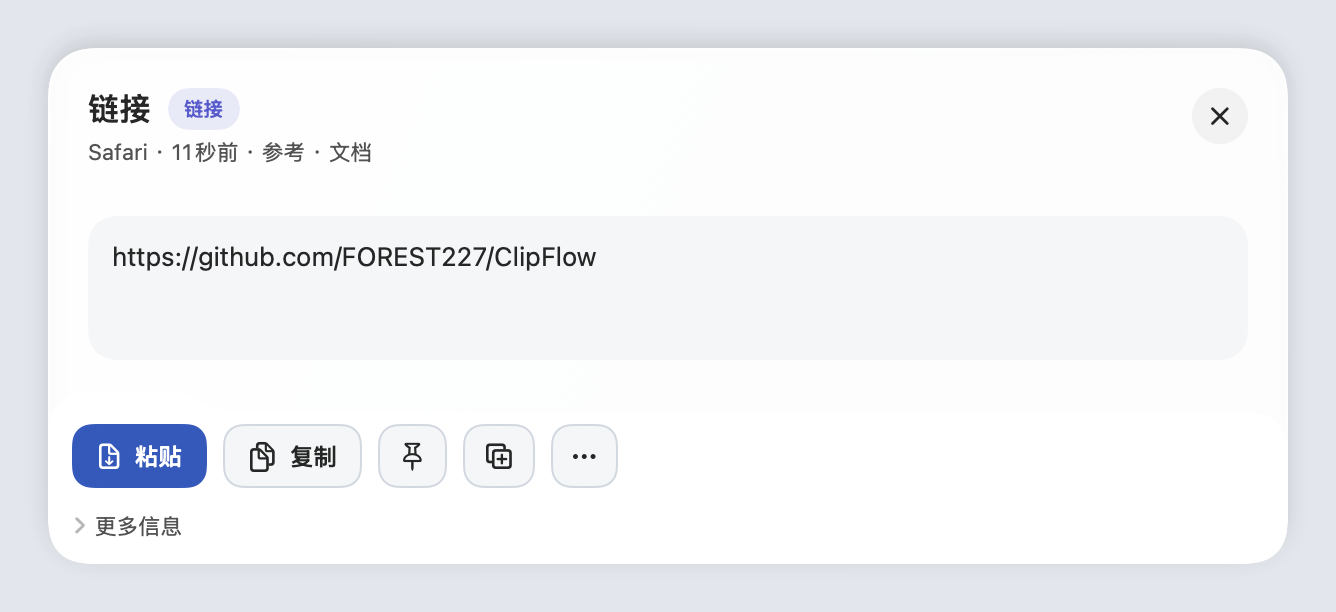 链接 链接
Safari · 11秒前 · 参考 · 文档
https://github.com/FOREST227/ClipFlow
粘贴 复制
更多信息